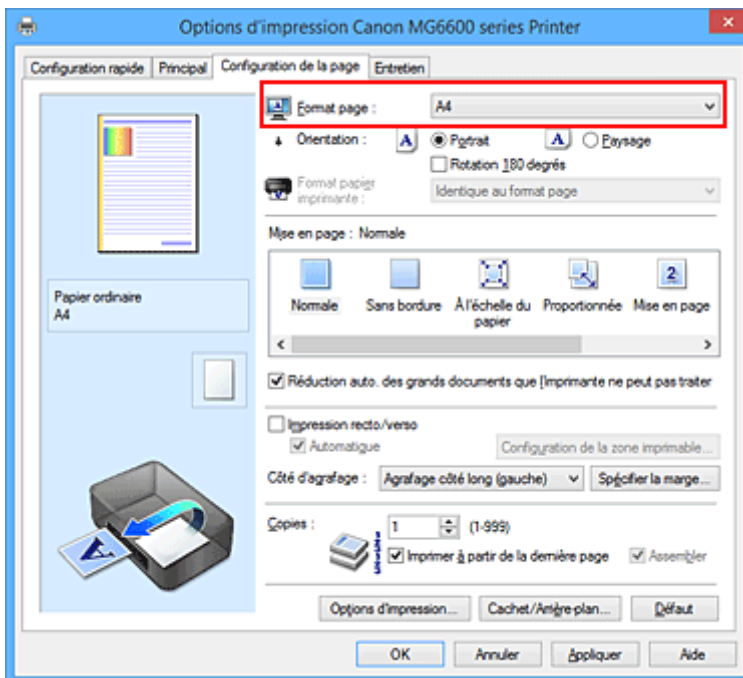 Options d'impression Canon MG6600 series Printer
Configuration rapide Principal Configuration de la page Entretien
Format page : A4
Orientation : A Portrait A Paysage
Rotation 180 degrés
Format papier imprimante : Identique au format page
Mise en page : Normale
2
Normale Sans bordure À l'échelle du papier Proportionnée Mise en page
Papier ordinaire
A4
Réduction auto. des grands documents que l'imprimante ne peut pas traiter
Impression recto/verso
Automatique Configuration de la zone imprimable...
Côté d'agrafage : Agrafage côté long (gauche) Spécifier la marge...
Copies : 1 (1-999)
Imprimer à partir de la dernière page Assembler
A
Options d'impression... Cachet/Arrière-plan... Défaut
OK Annuler Appliquer Aide